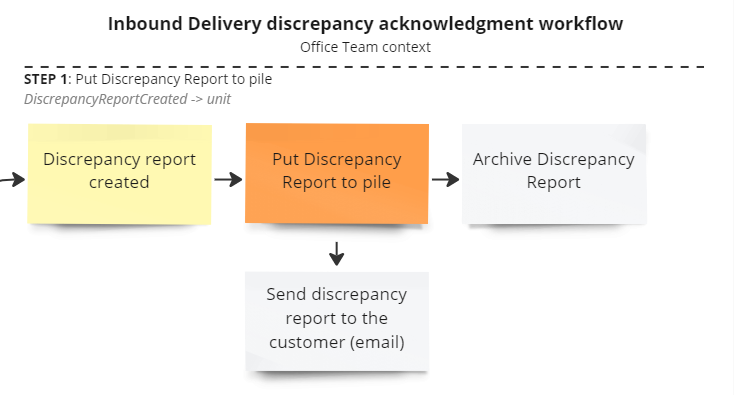 Inbound Delivery discrepancy acknowledgment workflow
Office Team context
STEP 1: Put Discrepancy Report to pile
DiscrepancyReportCreated -> unit
Discrepancy report
created
Put Discrepancy
Report to pile
Archive Discrepancy
Report
Send discrepancy
report to the
customer (email)